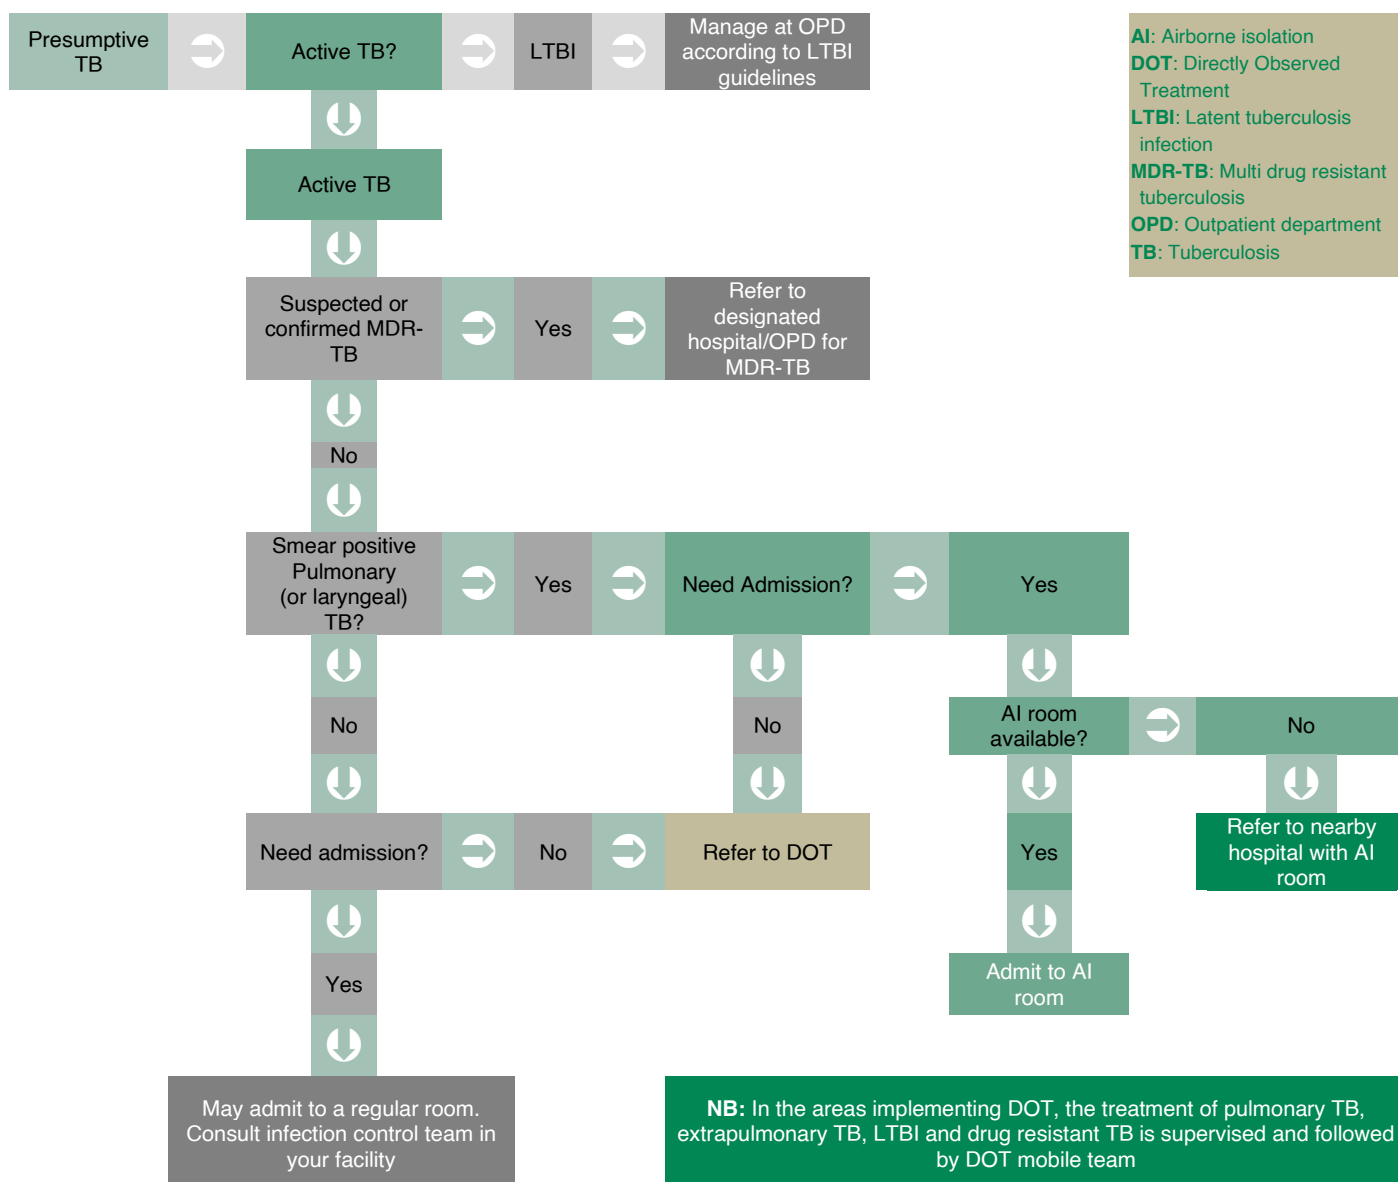 Presumptive
TB
Active TB?
LTBI
Manage at OPD
according to LTBI
guidelines
AI: Airborne isolation
DOT: Directly Observed
Treatment
LTBI: Latent tuberculosis
infection
MDR-TB: Multi drug resistant
tuberculosis
OPD: Outpatient department
TB: Tuberculosis
Active TB
Suspected or
confirmed MDR-
TB
Yes
Refer to
designated
hospital/OPD for
MDR-TB
No
Smear positive
Pulmonary
(or laryngeal)
TB?
Yes
Need Admission?
Yes
No
No
AI room
available?
No
Need admission?
No
Refer to DOT
Yes
Refer to nearby
hospital with AI
room
Yes
Admit to AI
room
May admit to a regular room.
Consult infection control team in
your facility
NB: In the areas implementing DOT, the treatment of pulmonary TB,
extrapulmonary TB, LTBI and drug resistant TB is supervised and followed
by DOT mobile team